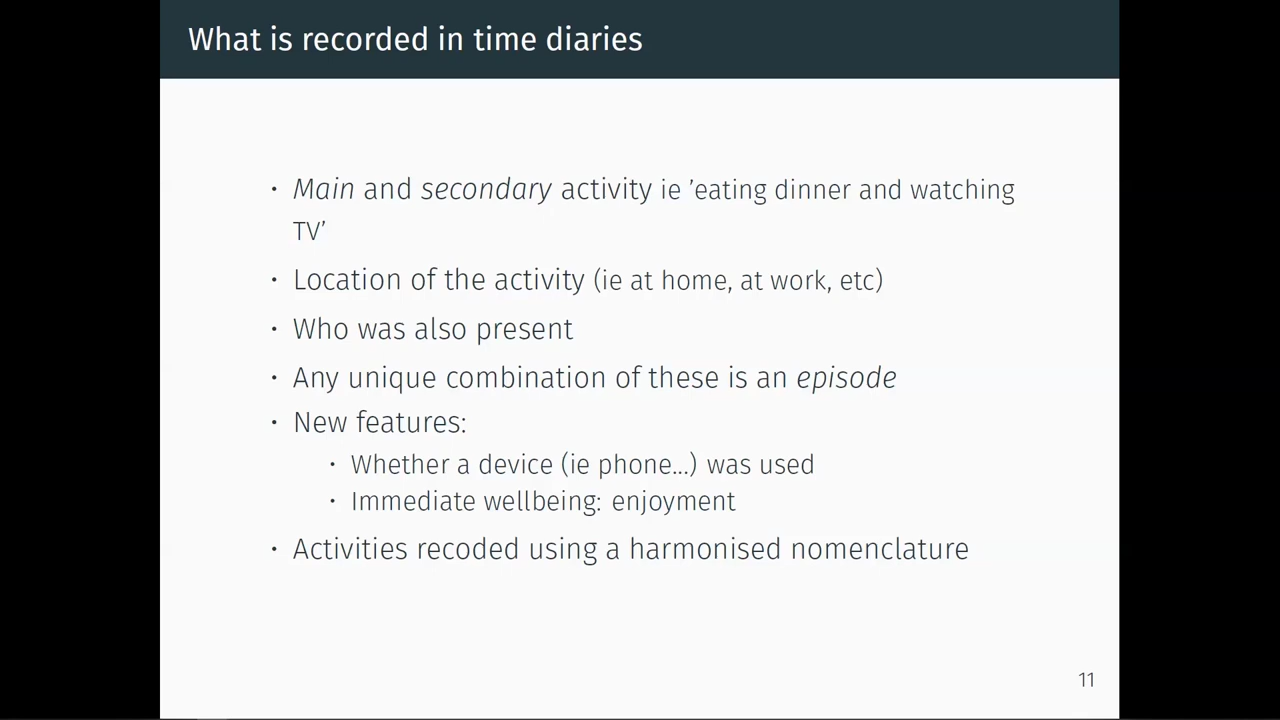 What is recorded in time diaries
• Main and secondary activity ie ’eating dinner and watching
TV’
• Location of the activity (ie at home, at work, etc)
• Who was also present
• Any unique combination of these is an episode
• New features:
• Whether a device (ie phone...) was used
• Immediate wellbeing: enjoyment
• Activities recoded using a harmonised nomenclature
11